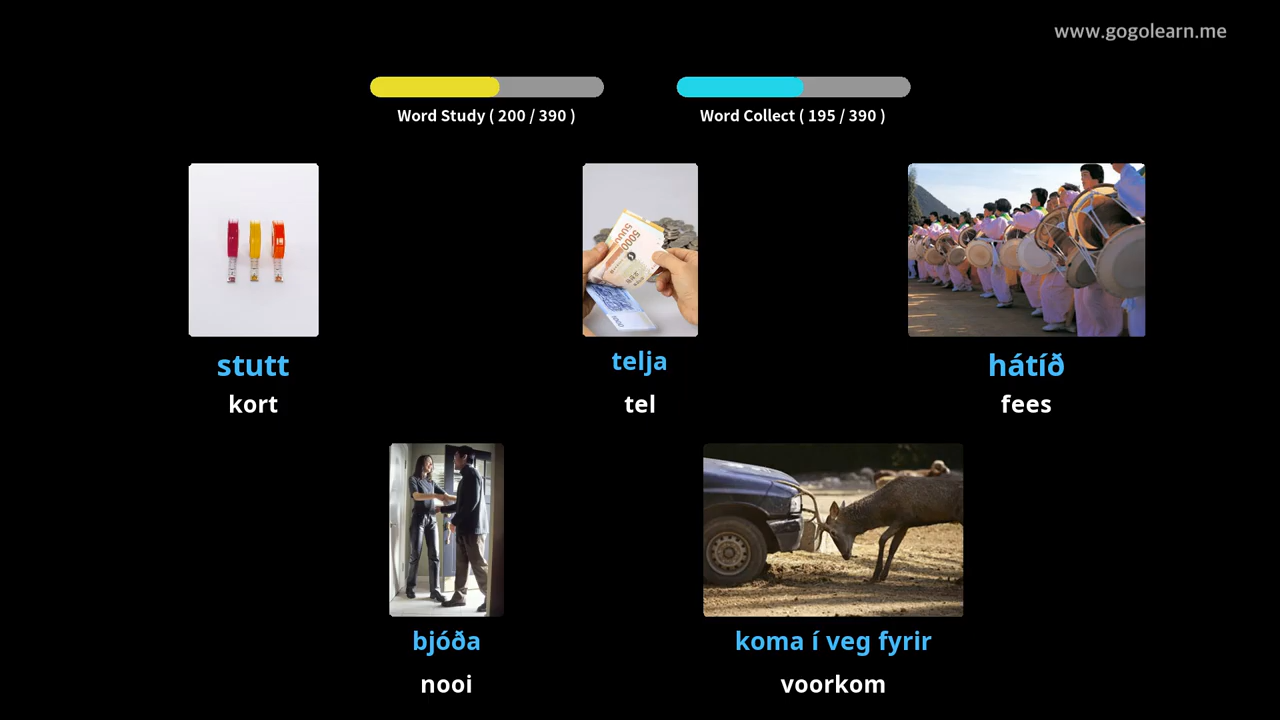 www.gogolearn.me
Word Study ( 200 / 390 )
Word Collect ( 195 / 390 )
5000
stutt
kort
telja
tel
hátíð
fees
bjóða
nooi
koma í veg fyrir
voorkom